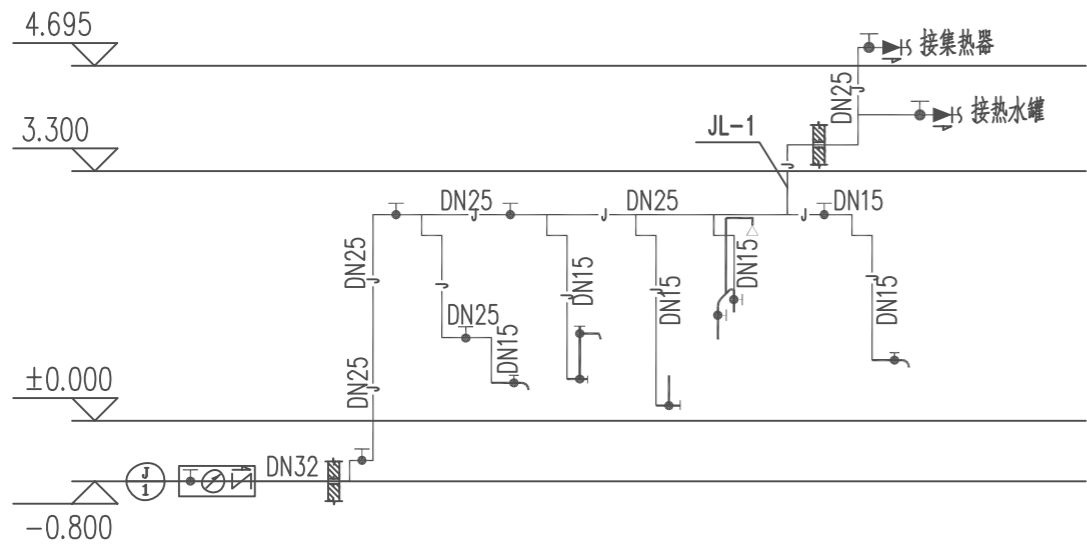 4.695
接集热器
DN25
J
接热水罐
3.300
JL-1
J
DN25
J
DN25
J
J
DN15
DN25
J
J
J
DN15
J
DN15
DN15
J
DN15
DN25
DN15
±0.000
DN25
J
J
1
DN32
-0.800